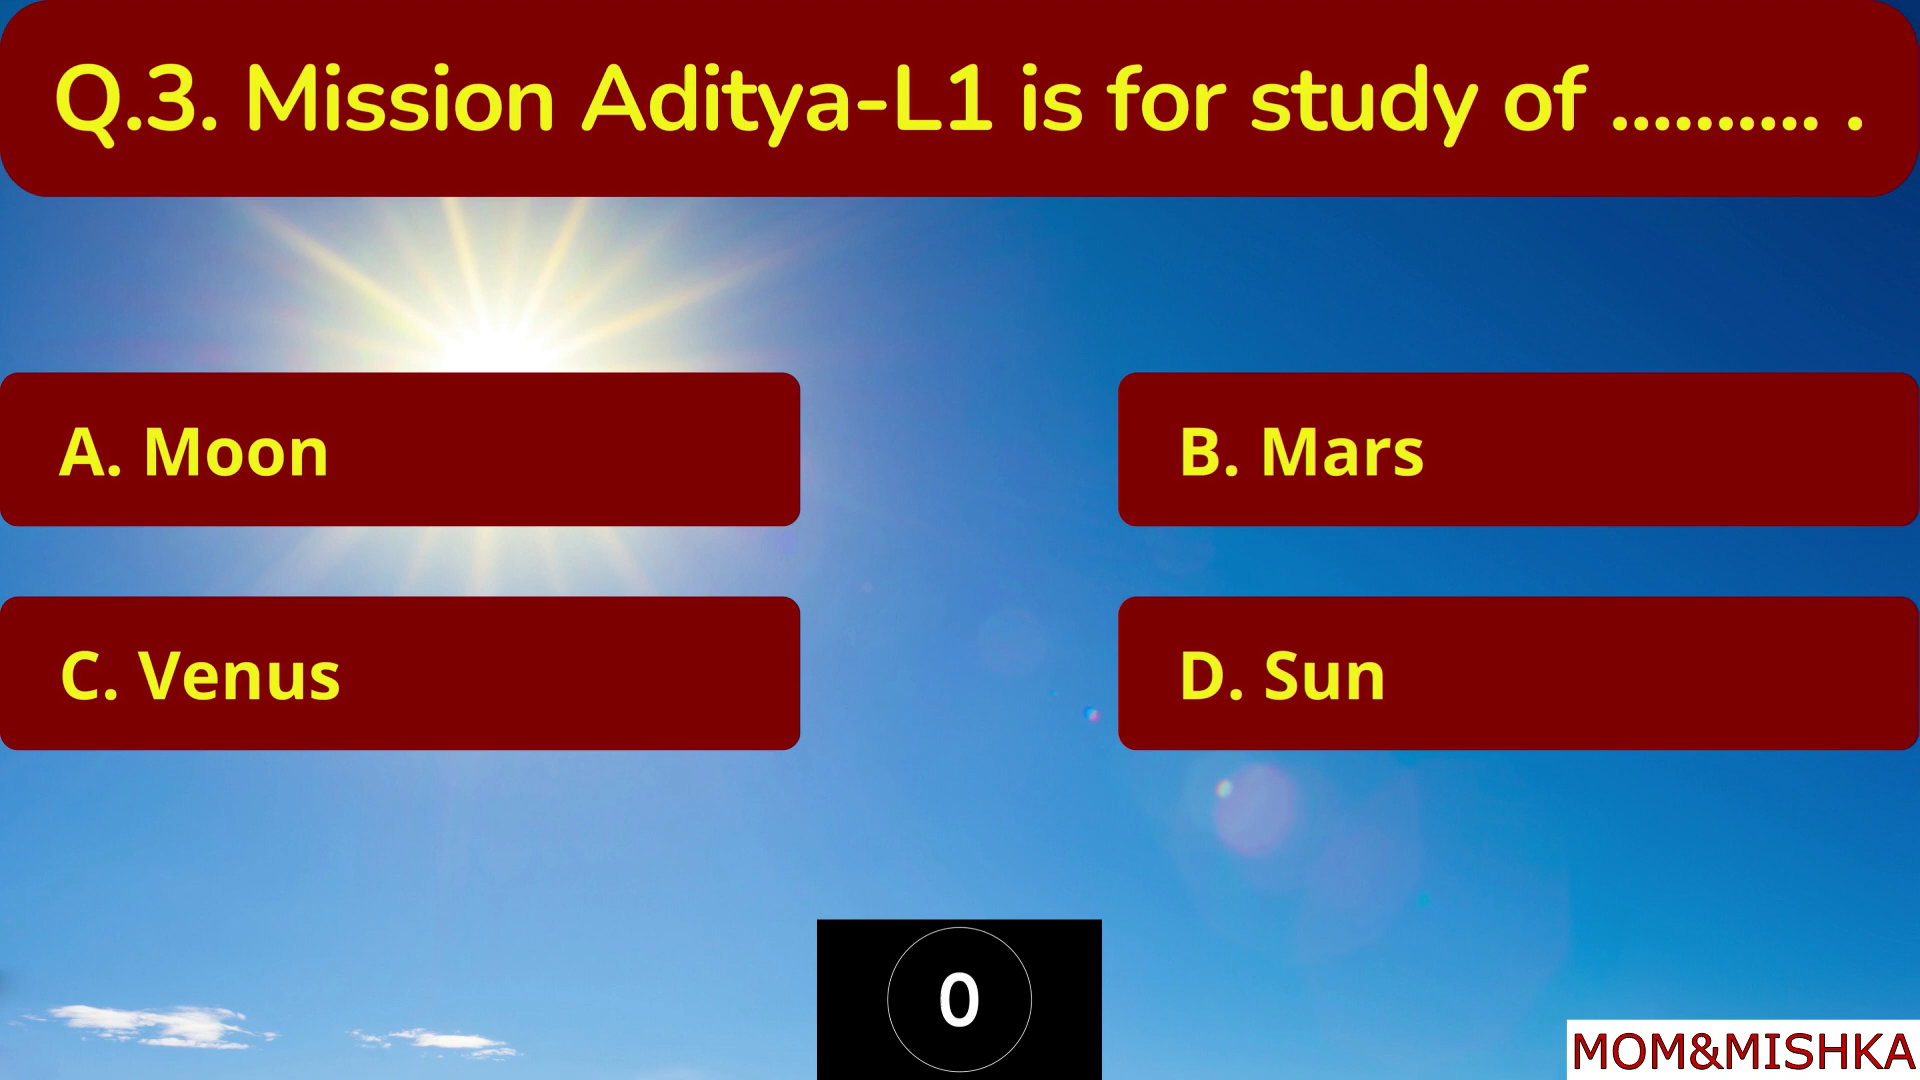 Q.3. Mission Aditya-L1 is for study of .......... .
A. Moon
B. Mars
C. Venus
D. Sun
0
MOM&MISHKA